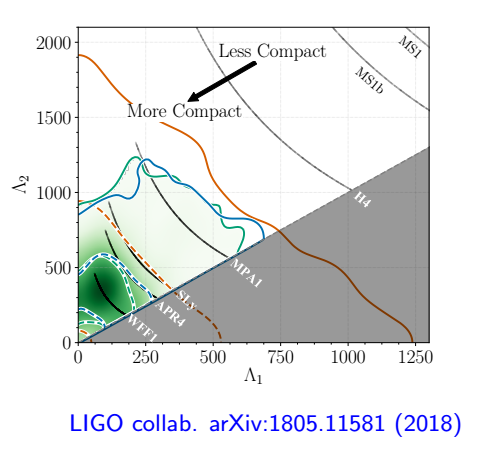 2000
1500
1000
500
0
Λ2
Less Compact
More Compact
MS1
MS1b
H4
MPA1
SLy
APR4
WFF1
0 250 500 750 1000 1250
Λ1
LIGO collab. arXiv:1805.11581 (2018)